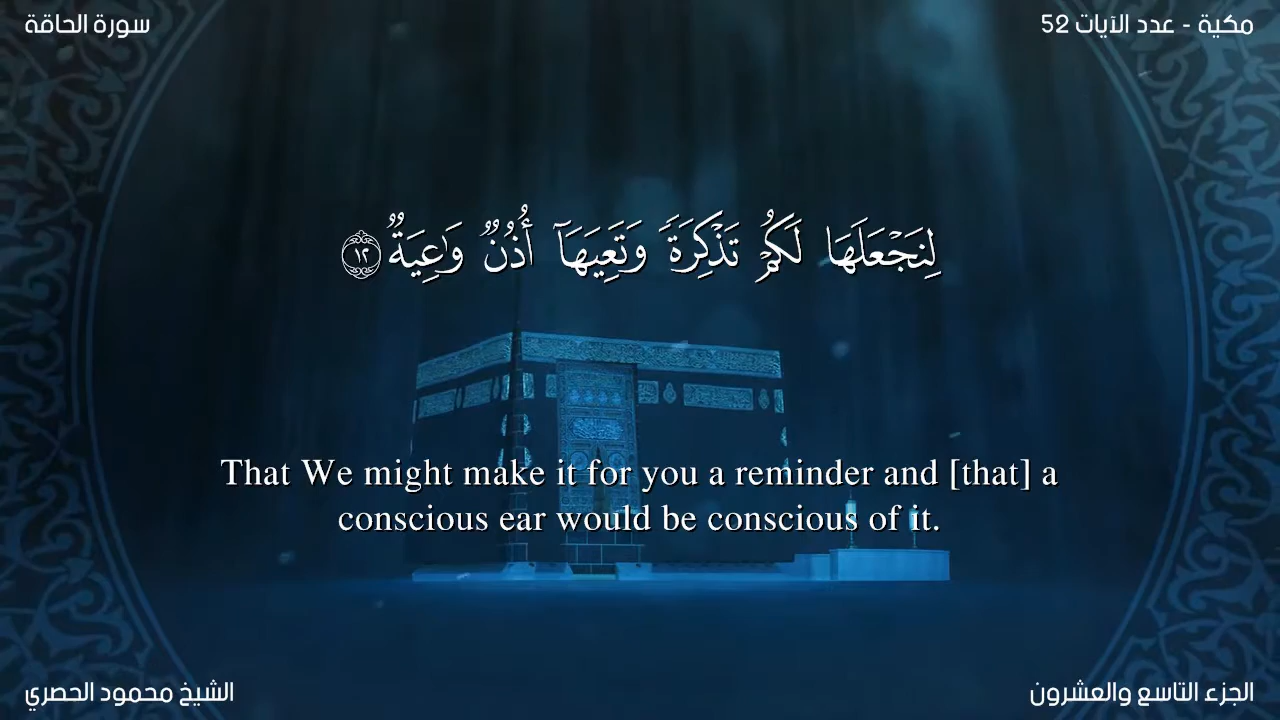 سورة الحاقة
مكية - عدد الآيات 52
لِنَجْعَلَهَا لَكُمْ تَذْكِرَةً وَتَعِيَهَآ أُذُنٌ وَٰعِيَةٌ ١٢
That We might make it for you a reminder and [that] a
conscious ear would be conscious of it.
الشيخ محمود الحصري
الجزء التاسع والعشرون